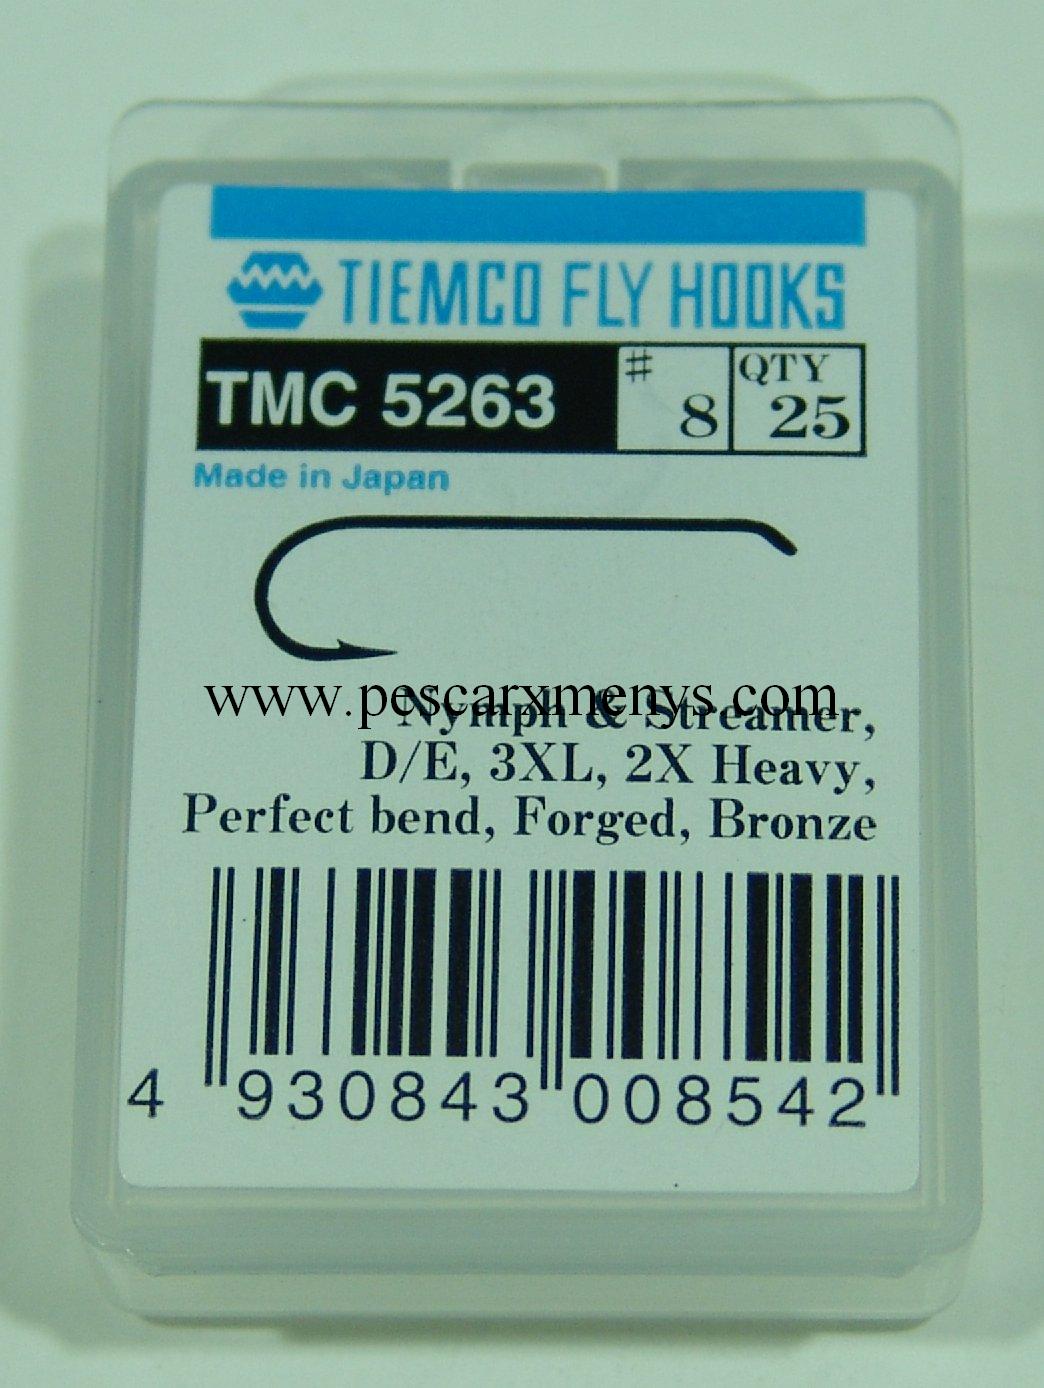 TIEMCO FLY HOOKS
TMC 5263 # 8 QTY 25
Made in Japan
www.pescarxmenys.com
Nymph & Streamer,
D/E, 3XL, 2X Heavy,
Perfect bend, Forged, Bronze
4 930843 008542